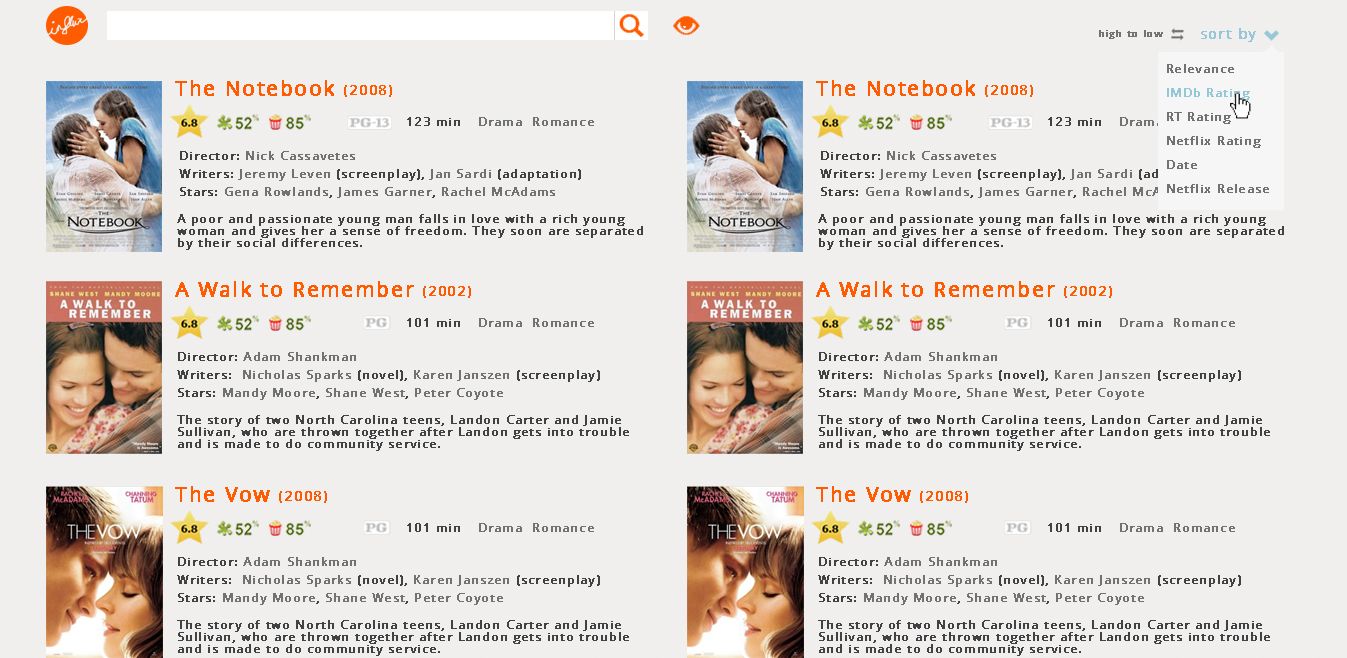 influx
high to low
sort by
Relevance
IMDb Rating
RT Rating
Netflix Rating
Date
Netflix Release
The Notebook (2008)
6.8 52% 85% PG-13 123 min Drama Romance
Director: Nick Cassavetes
Writers: Jeremy Leven (screenplay), Jan Sardi (adaptation)
Stars: Gena Rowlands, James Garner, Rachel McAdams
A poor and passionate young man falls in love with a rich young
woman and gives her a sense of freedom. They soon are separated
by their social differences.
THE
NOTEBOOK
The Notebook (2008)
6.8 52% 85% PG-13 123 min Dram
Director: Nick Cassavetes
Writers: Jeremy Leven (screenplay), Jan Sardi (ad
Stars: Gena Rowlands, James Garner, Rachel McA
A poor and passionate young man falls in love with a rich young
woman and gives her a sense of freedom. They soon are separated
by their social differences.
THE
NOTEBOOK
A Walk to Remember (2002)
6.8 52% 85% PG 101 min Drama Romance
Director: Adam Shankman
Writers: Nicholas Sparks (novel), Karen Janszen (screenplay)
Stars: Mandy Moore, Shane West, Peter Coyote
The story of two North Carolina teens, Landon Carter and Jamie
Sullivan, who are thrown together after Landon gets into trouble
and is made to do community service.
SHANE WEST MANDY MOORE
A WALK TO
REMEMBER
A Walk to Remember (2002)
6.8 52% 85% PG 101 min Drama Romance
Director: Adam Shankman
Writers: Nicholas Sparks (novel), Karen Janszen (screenplay)
Stars: Mandy Moore, Shane West, Peter Coyote
The story of two North Carolina teens, Landon Carter and Jamie
Sullivan, who are thrown together after Landon gets into trouble
and is made to do community service.
SHANE WEST MANDY MOORE
A WALK TO
REMEMBER
The Vow (2008)
6.8 52% 85% PG 101 min Drama Romance
Director: Adam Shankman
Writers: Nicholas Sparks (novel), Karen Janszen (screenplay)
Stars: Mandy Moore, Shane West, Peter Coyote
The story of two North Carolina teens, Landon Carter and Jamie
Sullivan, who are thrown together after Landon gets into trouble
and is made to do community service.
RACHEL McADAMS
CHANNING TATUM
THE VOW
The Vow (2008)
6.8 52% 85% PG 101 min Drama Romance
Director: Adam Shankman
Writers: Nicholas Sparks (novel), Karen Janszen (screenplay)
Stars: Mandy Moore, Shane West, Peter Coyote
The story of two North Carolina teens, Landon Carter and Jamie
Sullivan, who are thrown together after Landon gets into trouble
and is made to do community service.
RACHEL McADAMS
CHANNING TATUM
THE VOW